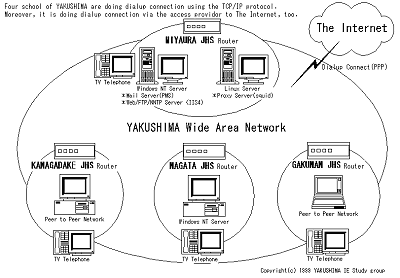 Four school of YAKUSHIMA are doing dialup connection using the TCP/IP protocol.
Moreover, it is doing dialup connection via the access providor to The Internet, too.
The Internet
MIYAURA JHS Router
Dialup Connect(PPP)
TV Telephone
Windows NT Server
*Mail Server(PMS)
*Web/FTP/NNTP Server (IIS4)
Linux Server
*Proxy Server(squid)
YAKUSHIMA Wide Area Network
KAMAGADAKE JHS Router
NAGATA JHS Router
GAKUNAN JHS Router
Peer to Peer Network
Windows NT Server
Peer to Peer Network
TV Telephone
TV Telephone
TV Telephone
Copyright(c) 1999 YAKUSHIMA IE Study group